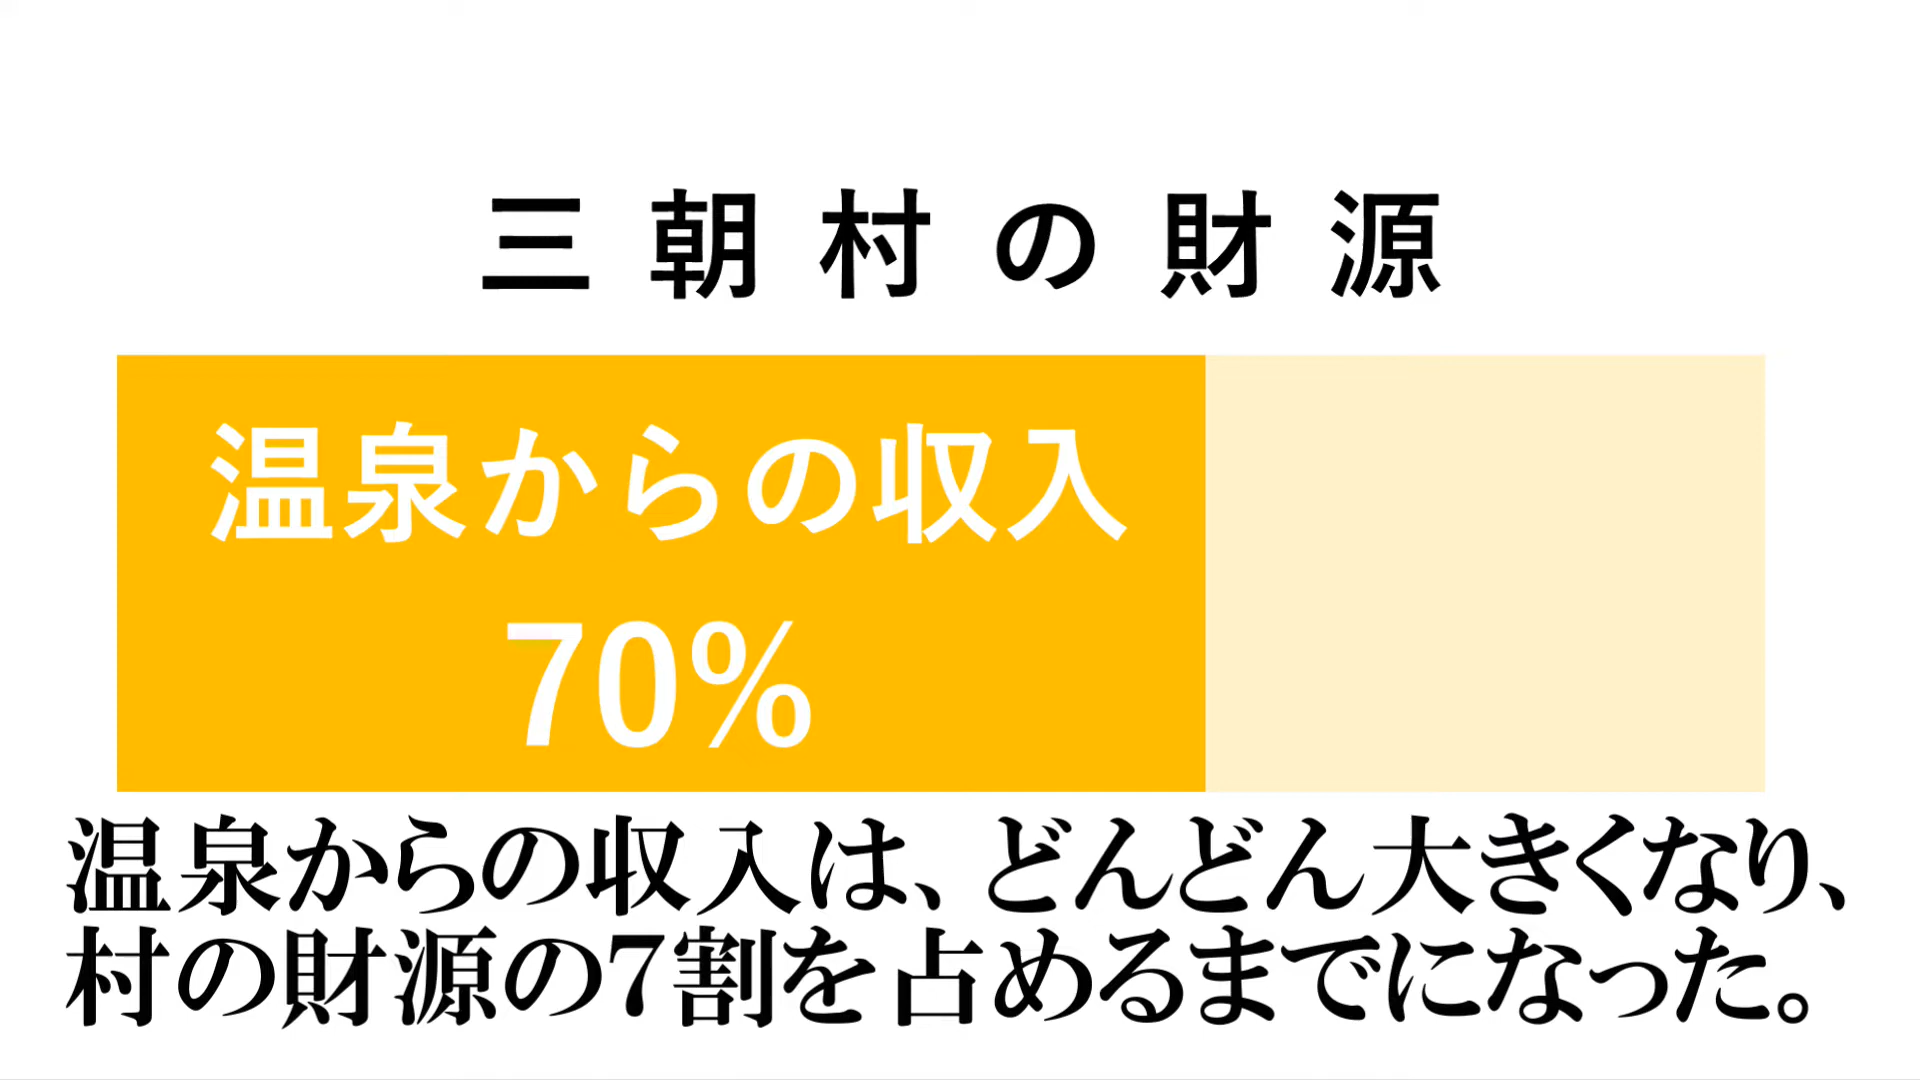 三朝村の財源
温泉からの収入
70%
温泉からの収入は、どんどん大きくなり、
村の財源の7割を占めるまでになった。